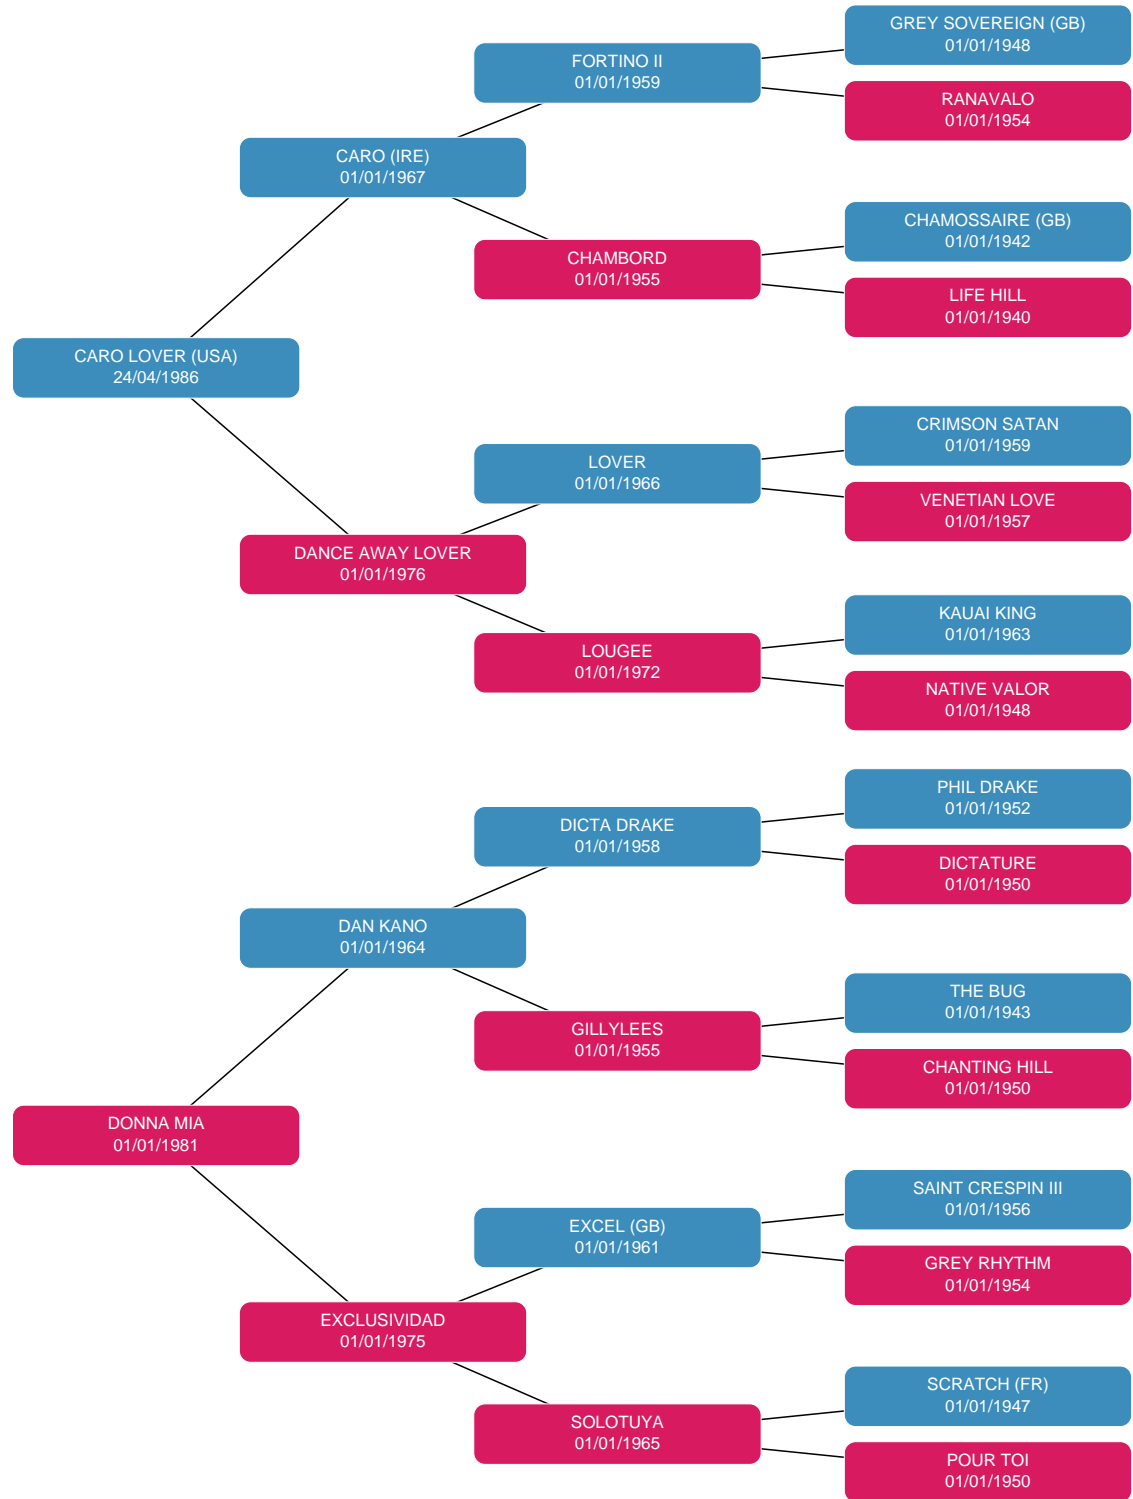 GREY SOVEREIGN (GB)
01/01/1948
FORTINO II
01/01/1959
RANAVALO
01/01/1954
CARO (IRE)
01/01/1967
CHAMOSSAIRE (GB)
01/01/1942
CHAMBORD
01/01/1955
LIFE HILL
01/01/1940
CARO LOVER (USA)
24/04/1986
CRIMSON SATAN
01/01/1959
LOVER
01/01/1966
VENETIAN LOVE
01/01/1957
DANCE AWAY LOVER
01/01/1976
KAUAI KING
01/01/1963
LOUGEE
01/01/1972
NATIVE VALOR
01/01/1948
PHIL DRAKE
01/01/1952
DICTA DRAKE
01/01/1958
DICTATURE
01/01/1950
DAN KANO
01/01/1964
THE BUG
01/01/1943
GILLYLEES
01/01/1955
CHANTING HILL
01/01/1950
DONNA MIA
01/01/1981
SAINT CRESPIN III
01/01/1956
EXCEL (GB)
01/01/1961
GREY RHYTHM
01/01/1954
EXCLUSIVIDAD
01/01/1975
SCRATCH (FR)
01/01/1947
SOLOTUYA
01/01/1965
POUR TOI
01/01/1950